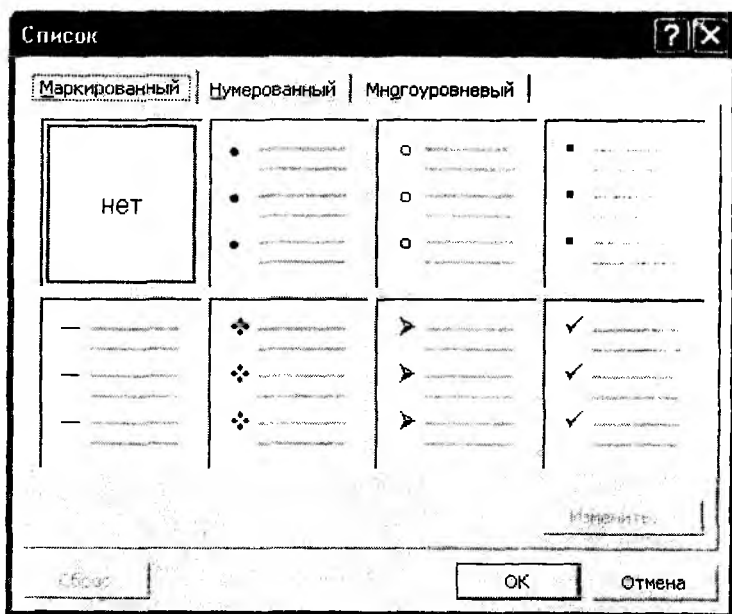 Список
Маркированный Нумерованный Многоуровневый
нет
Изменить...
Сброс
ОК Отмена